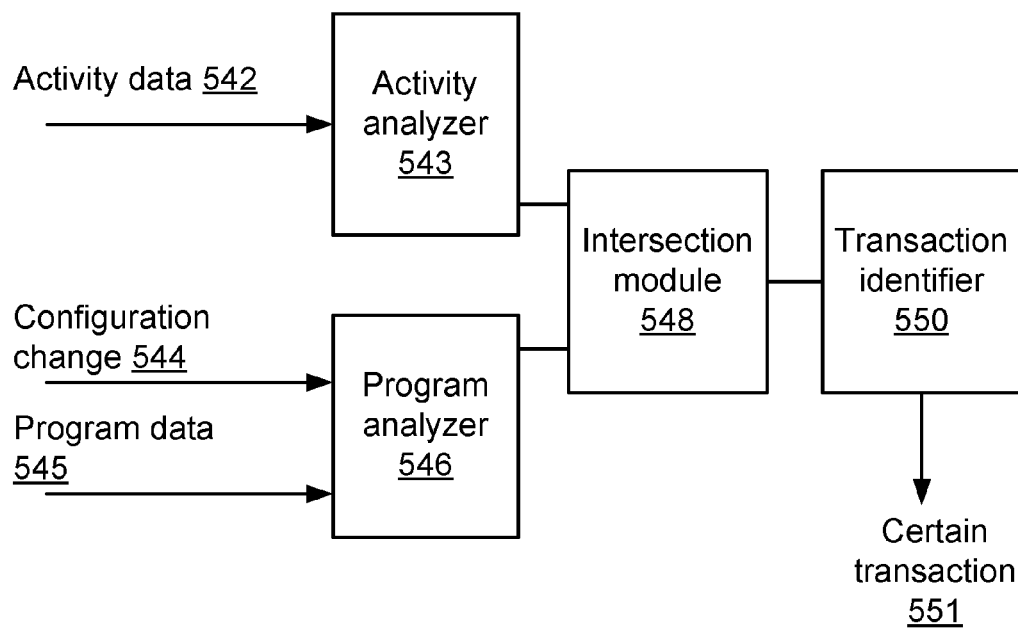 Activity data 542
Activity
analyzer
543
Configuration
change 544
Program data
545
Program
analyzer
546
Intersection
module
548
Transaction
identifier
550
Certain
transaction
551